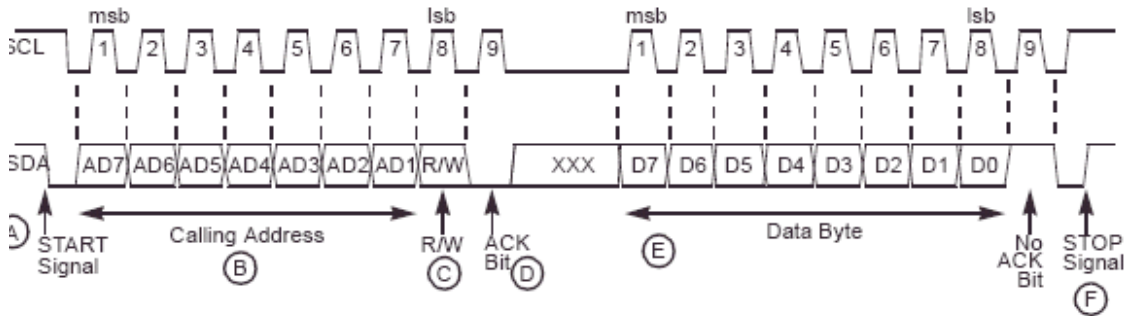 msb lsb msb lsb
SCL 1 2 3 4 5 6 7 8 9 1 2 3 4 5 6 7 8 9
SDA AD7 AD6 AD5 AD4 AD3 AD2 AD1 R/W XXX D7 D6 D5 D4 D3 D2 D1 D0
A START Signal
Calling Address
B
R/W
C
ACK
Bit D
E
Data Byte
No
ACK
Bit
STOP
Signal
F